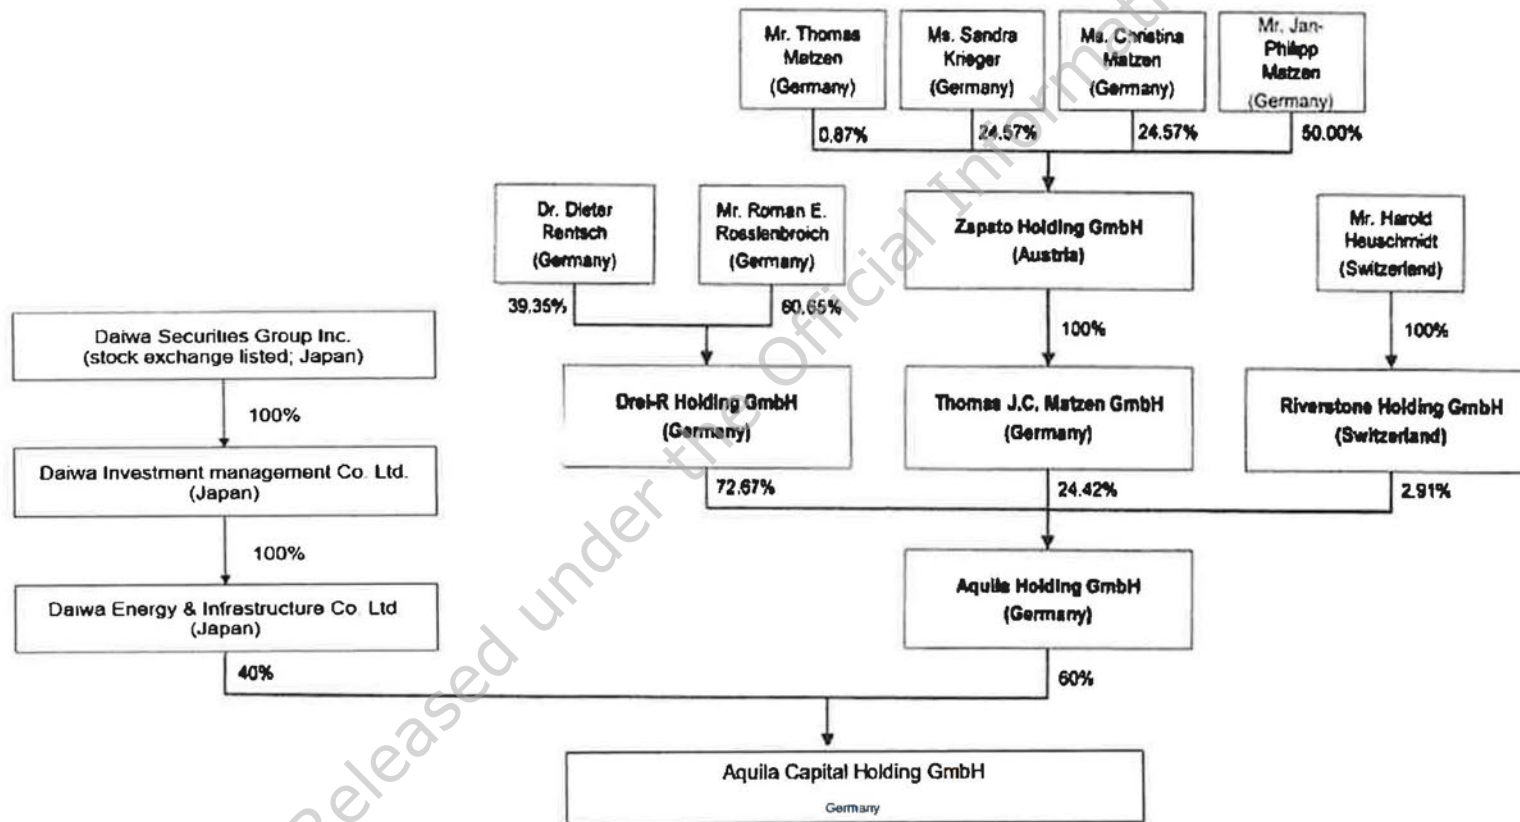 Mr. Thomas
Matzen
(Germany)
0.87%
Ms. Sandra
Krieger
(Germany)
24.57%
Ms. Christina
Matzen
(Germany)
24.57%
Mr. Jan-
Philipp
Matzen
(Germany)
50.00%
Dr. Dieter
Rentsch
(Germany)
39.35%
Mr. Roman E.
Rosslenbroich
(Germany)
60.65%
Zapato Holding GmbH
(Austria)
100%
Mr. Harold
Heuschmidt
(Switzerland)
100%
Daiwa Securities Group Inc.
(stock exchange listed; Japan)
100%
Daiwa Investment management Co. Ltd.
(Japan)
100%
Daiwa Energy & Infrastructure Co. Ltd
(Japan)
40%
Drei-R Holding GmbH
(Germany)
72.67%
Thomas J.C. Matzen GmbH
(Germany)
24.42%
Riverstone Holding GmbH
(Switzerland)
2.91%
Aquila Holding GmbH
(Germany)
60%
Aquila Capital Holding GmbH
Germany
Released under the Official Informati